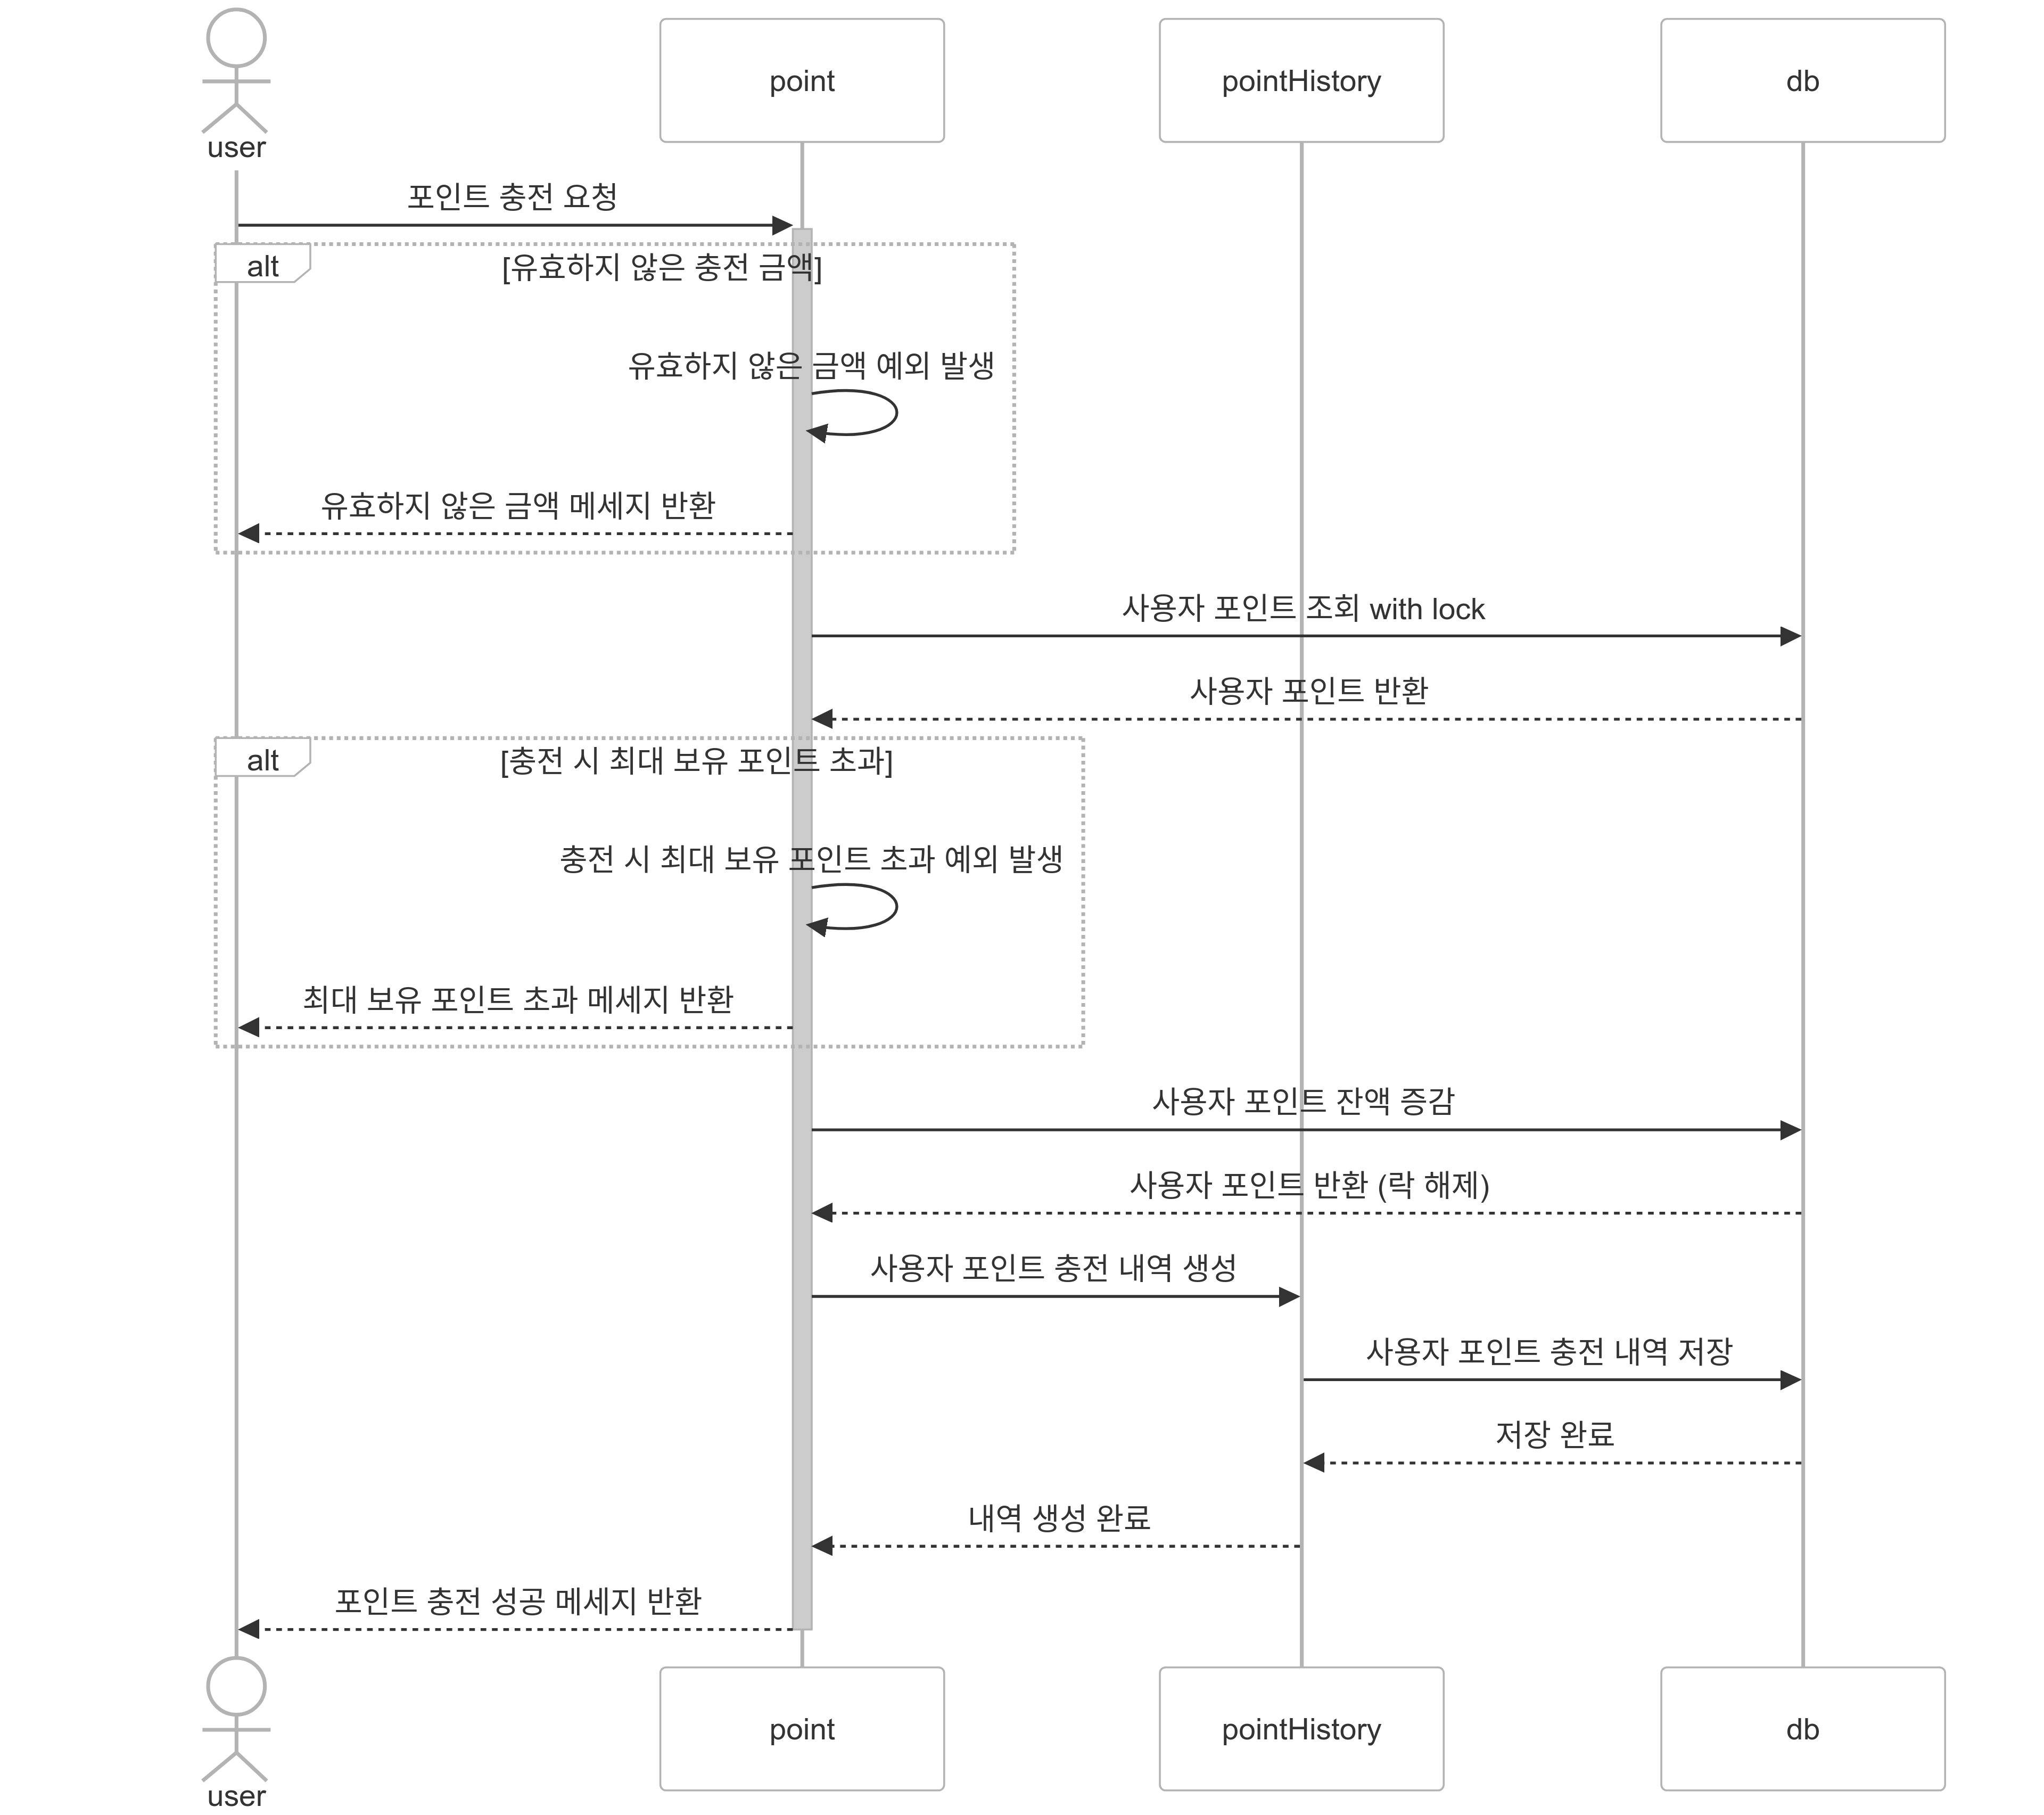 user
point
pointHistory
db
포인트 충전 요청
alt
[유효하지 않은 충전 금액]
유효하지 않은 금액 예외 발생
유효하지 않은 금액 메세지 반환
사용자 포인트 조회 with lock
사용자 포인트 반환
alt
[충전 시 최대 보유 포인트 초과]
충전 시 최대 보유 포인트 초과 예외 발생
최대 보유 포인트 초과 메세지 반환
사용자 포인트 잔액 증감
사용자 포인트 반환 (락 해제)
사용자 포인트 충전 내역 생성
사용자 포인트 충전 내역 저장
저장 완료
내역 생성 완료
포인트 충전 성공 메세지 반환
user
point
pointHistory
db